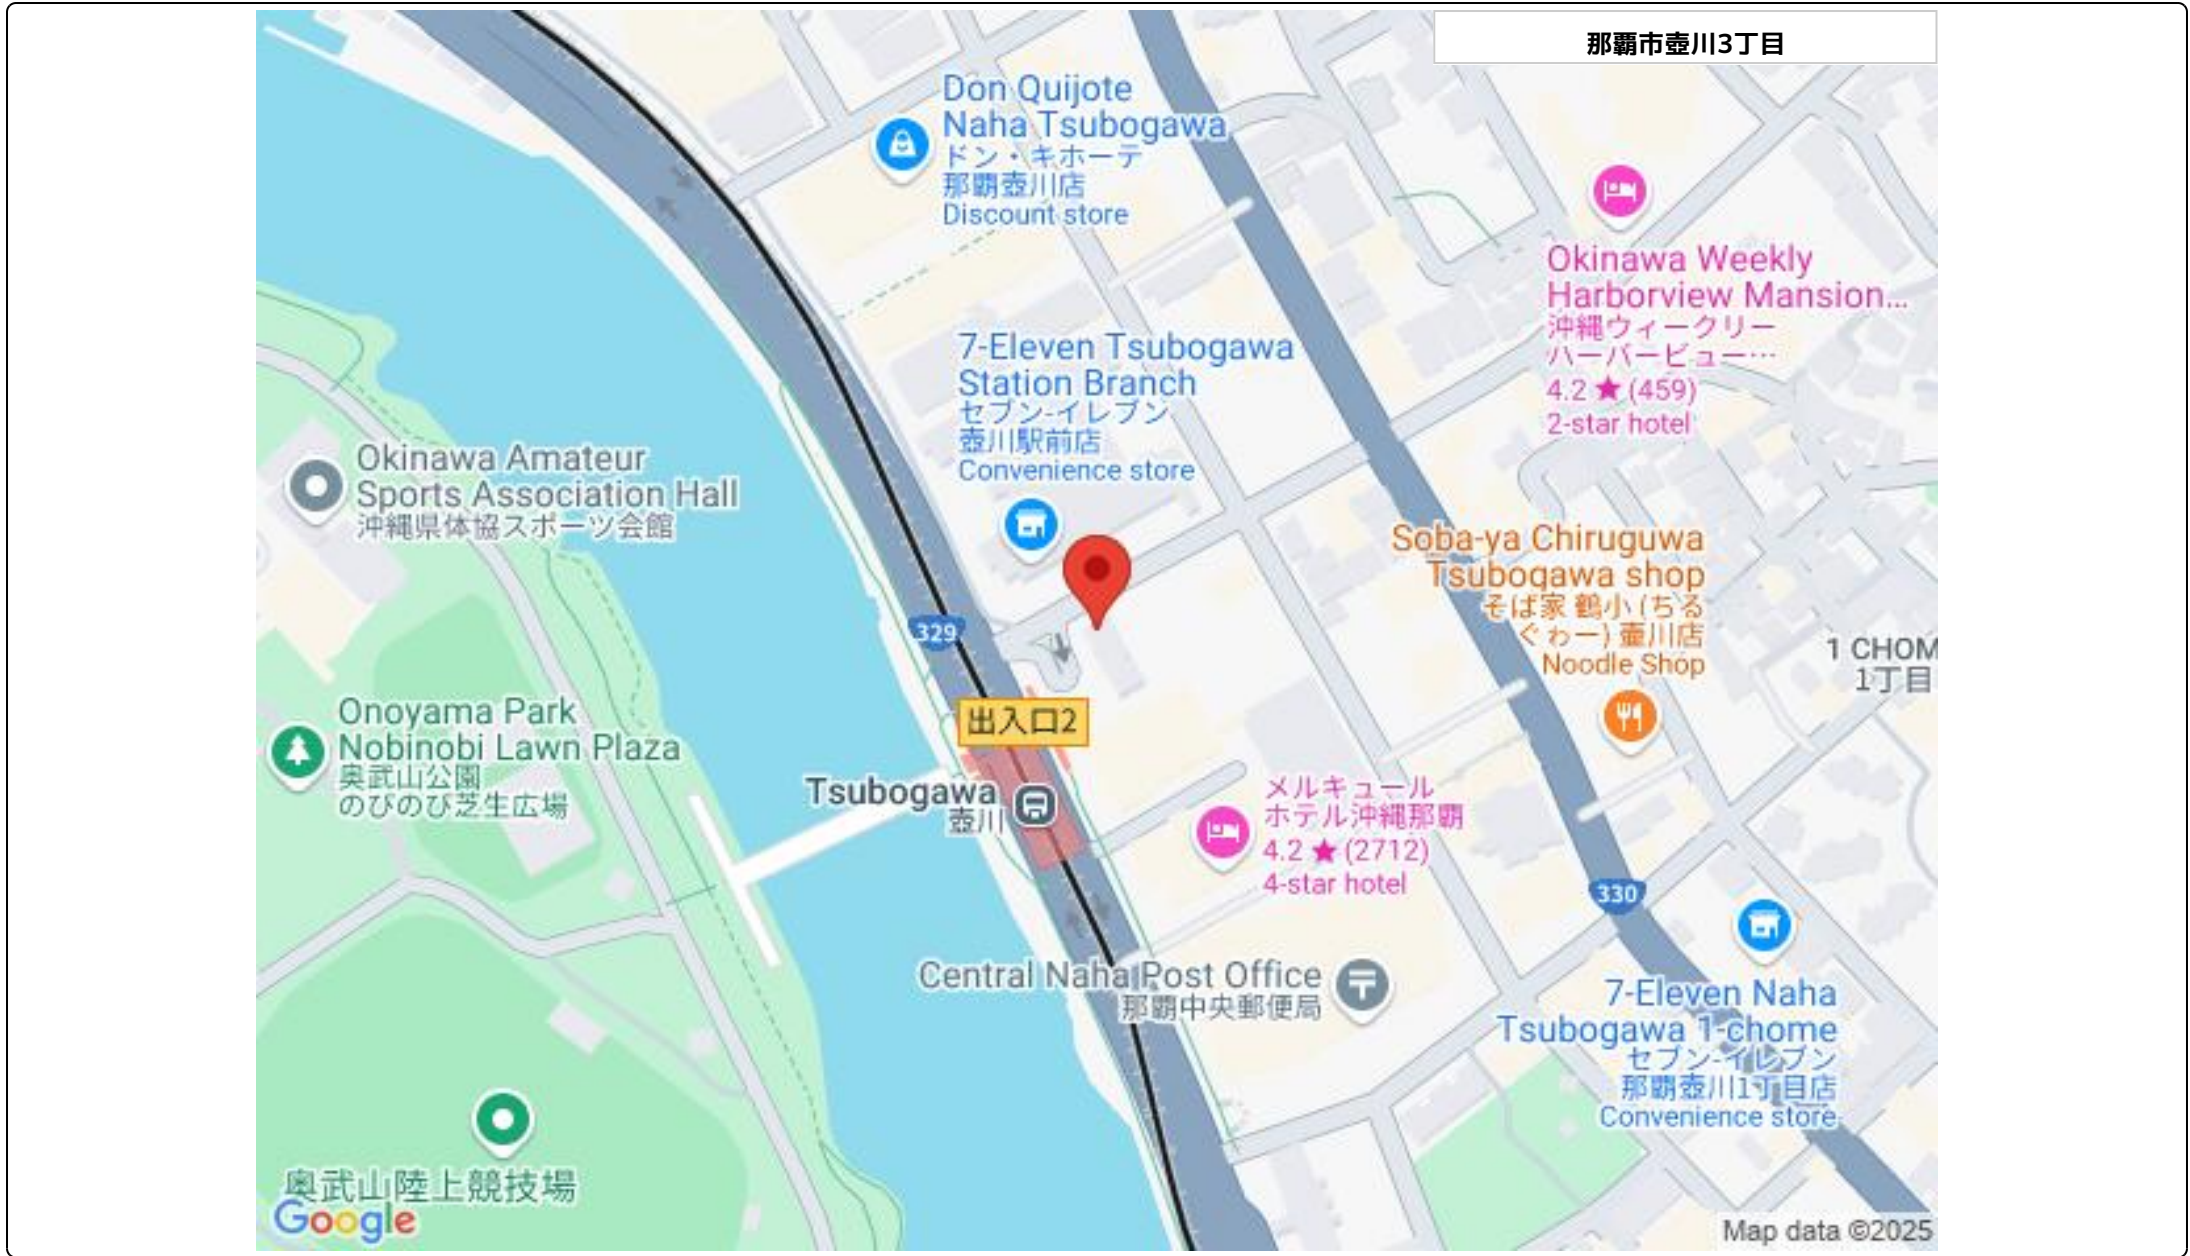 那覇市壺川3丁目
Don Quijote
Naha Tsubogawa
ドン・キホーテ
那覇壺川店
Discount store
Okinawa Weekly
Harborview Mansion...
沖縄ウィークリー
ハーバービュー…
4.2 ★ (459)
2-star hotel
7-Eleven Tsubogawa
Station Branch
セブン-イレブン
壺川駅前店
Convenience store
Okinawa Amateur
Sports Association Hall
沖縄県体協スポーツ会館
Soba-ya Chiruguwa
Tsubogawa shop
そば家 鶴小 (ちる
ぐゎー) 壷川店
Noodle Shop
329
1 CHOM
1丁目
Onoyama Park
Nobinobi Lawn Plaza
奥武山公園
のびのび芝生広場
出入口2
Tsubogawa
壺川
メルキュール
ホテル沖縄那覇
4.2 ★ (2712)
4-star hotel
330
Central Naha Post Office
那覇中央郵便局
7-Eleven Naha
Tsubogawa 1-chome
セブン-イレブン
那覇壺川1丁目店
Convenience store
奥武山陸上競技場
Google
Map data ©2025